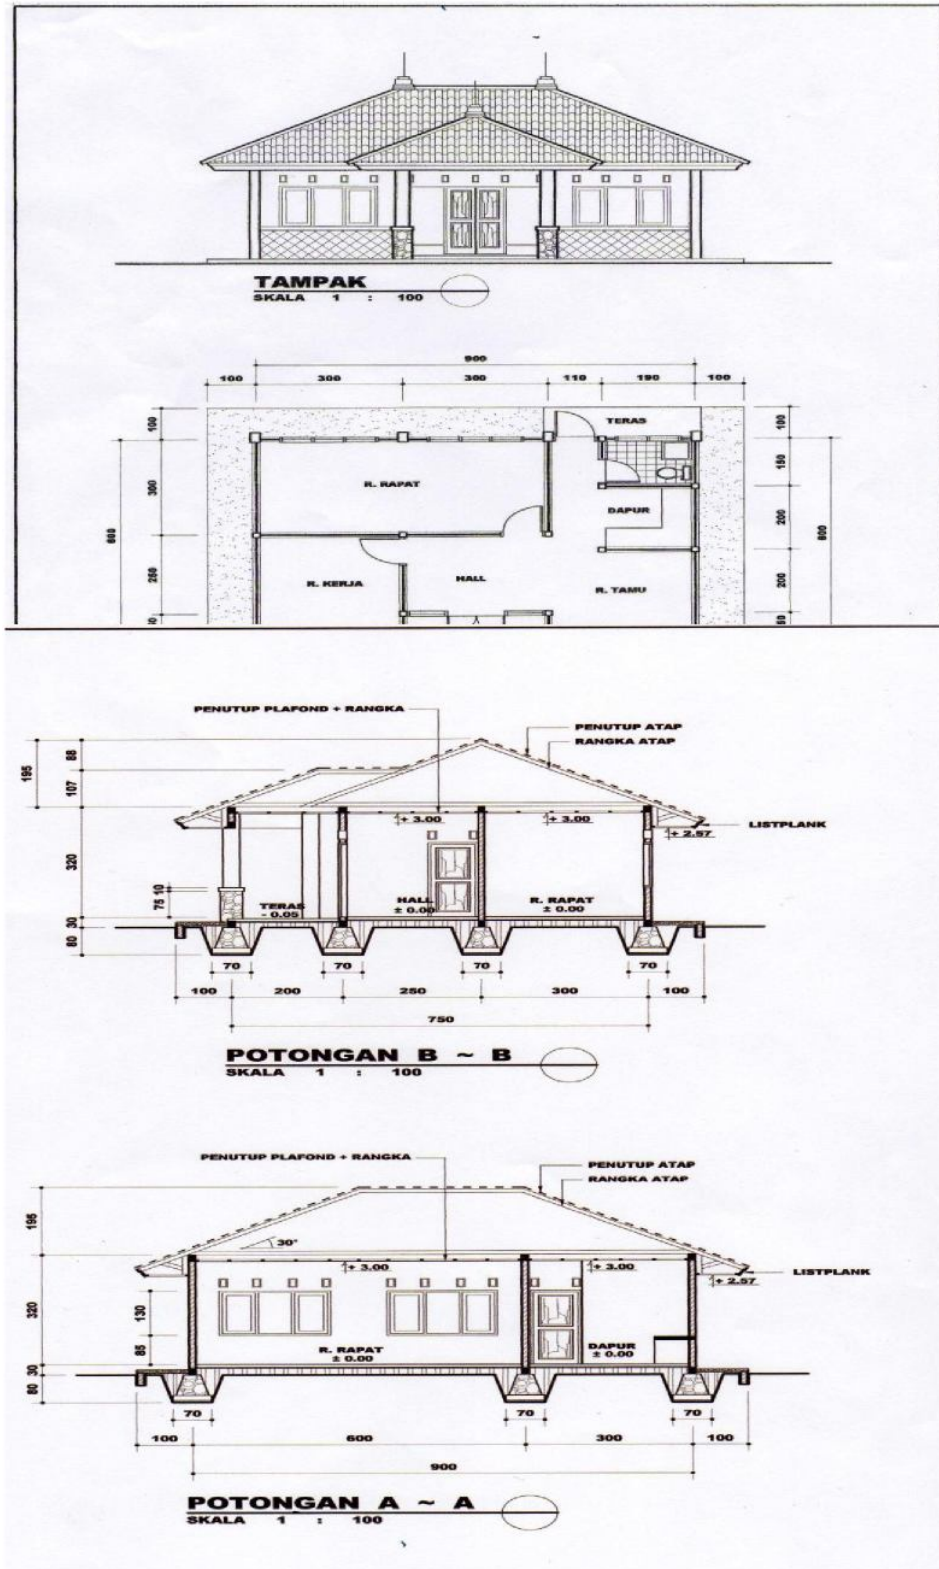 TAMPAK
SKALA 1 : 100
900
100 300 300 110 190 100
100
300
250
600
TERAS
R. RAPAT
DAPUR
R. KERJA
HALL
R. TAMU
100
150
200
200
PENUTUP PLAFOND + RANGKA
PENUTUP ATAP
RANGKA ATAP
195
88
107
+ 3.00 + 3.00
LISTPLANK
+ 2.57
320
10
75
TERAS
- 0.05
HALL
± 0.00
R. RAPAT
± 0.00
30
80
70 70 70 70
100 200 250 300 100
750
POTONGAN B ~ B
SKALA 1 : 100
PENUTUP PLAFOND + RANGKA
PENUTUP ATAP
RANGKA ATAP
195
30°
+ 3.00 + 3.00
LISTPLANK
+ 2.57
320
130
85
R. RAPAT
± 0.00
DAPUR
± 0.00
30
80
70 70 70
100 600 300 100
900
POTONGAN A ~ A
SKALA 1 : 100